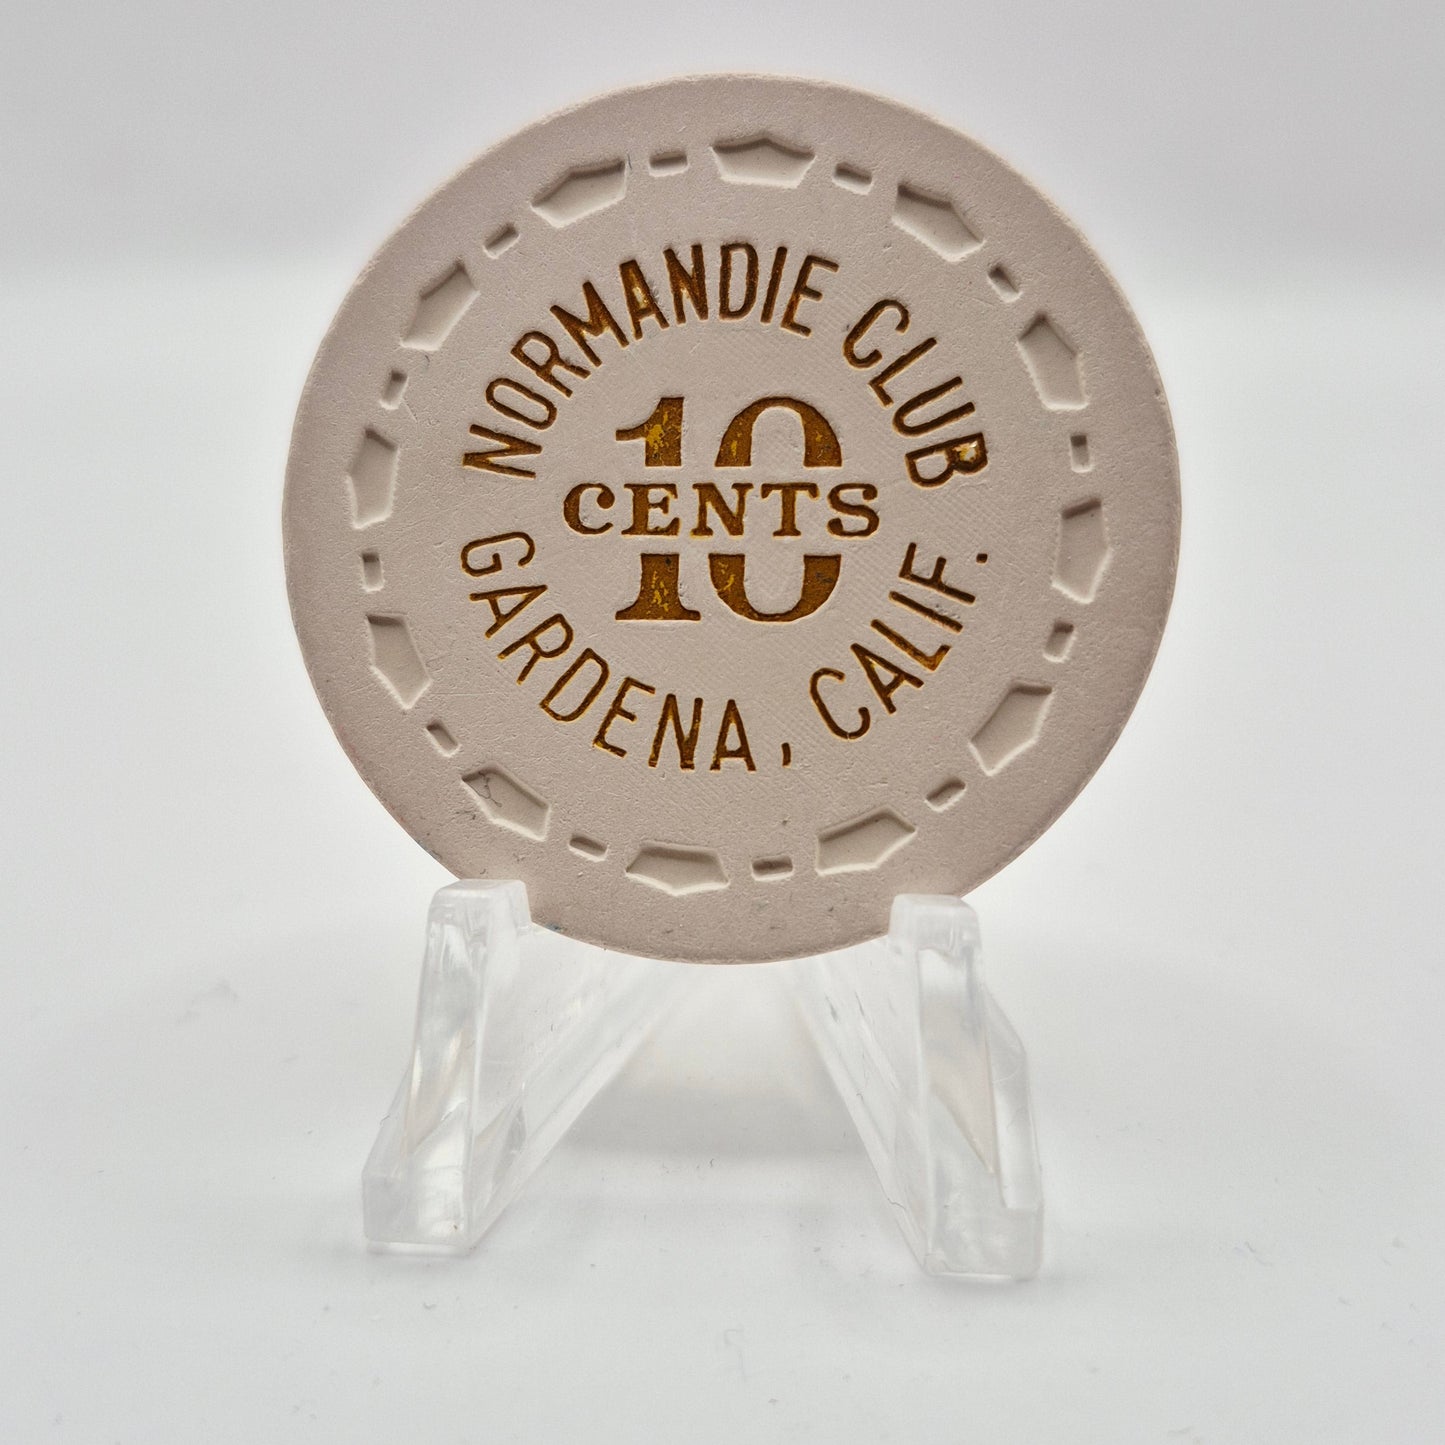 NORMANDIE CLUB
10
CENTS
GARDENA, CALIF.